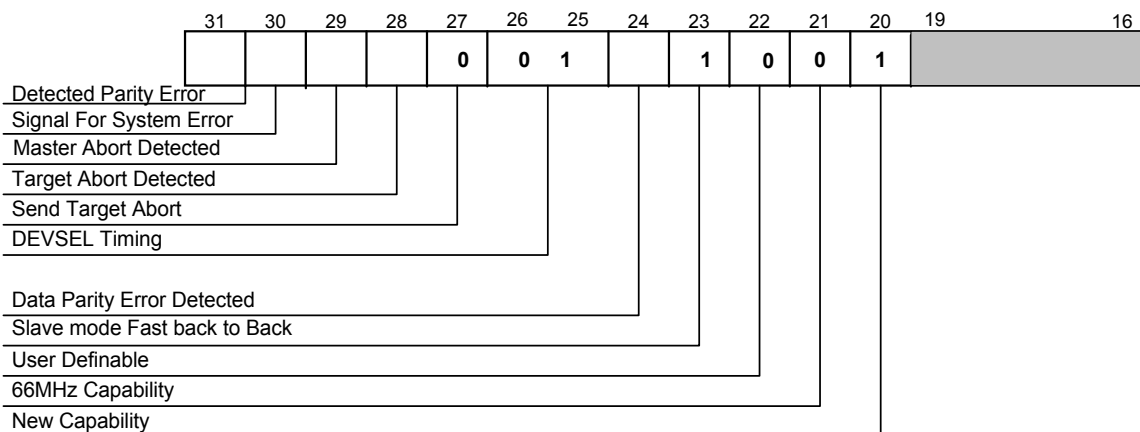 31 30 29 28 27 26 25 24 23 22 21 20 19 16
0 0 1 1 0 0 1
Detected Parity Error
Signal For System Error
Master Abort Detected
Target Abort Detected
Send Target Abort
DEVSEL Timing
Data Parity Error Detected
Slave mode Fast back to Back
User Definable
66MHz Capability
New Capability